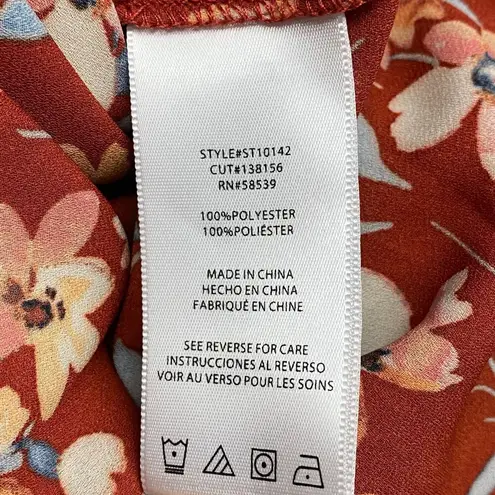 STYLE#ST10142
CUT#138156
RN#58539
100%POLYESTER
100%POLIÉSTER
MADE IN CHINA
HECHO EN CHINA
FABRIQUÉ EN CHINE
SEE REVERSE FOR CARE
INSTRUCCIONES AL REVERSO
VOIR AU VERSO POUR LES SOINS